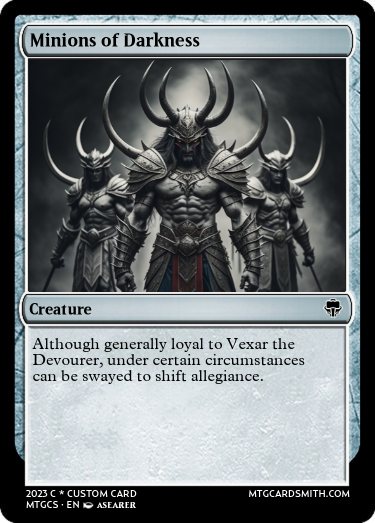 Minions of Darkness
Creature
Although generally loyal to Vexar the
Devourer, under certain circumstances
can be swayed to shift allegiance.
2023 C * CUSTOM CARD
MTGCS · EN ASEARER
MTGCARDSMITH.COM